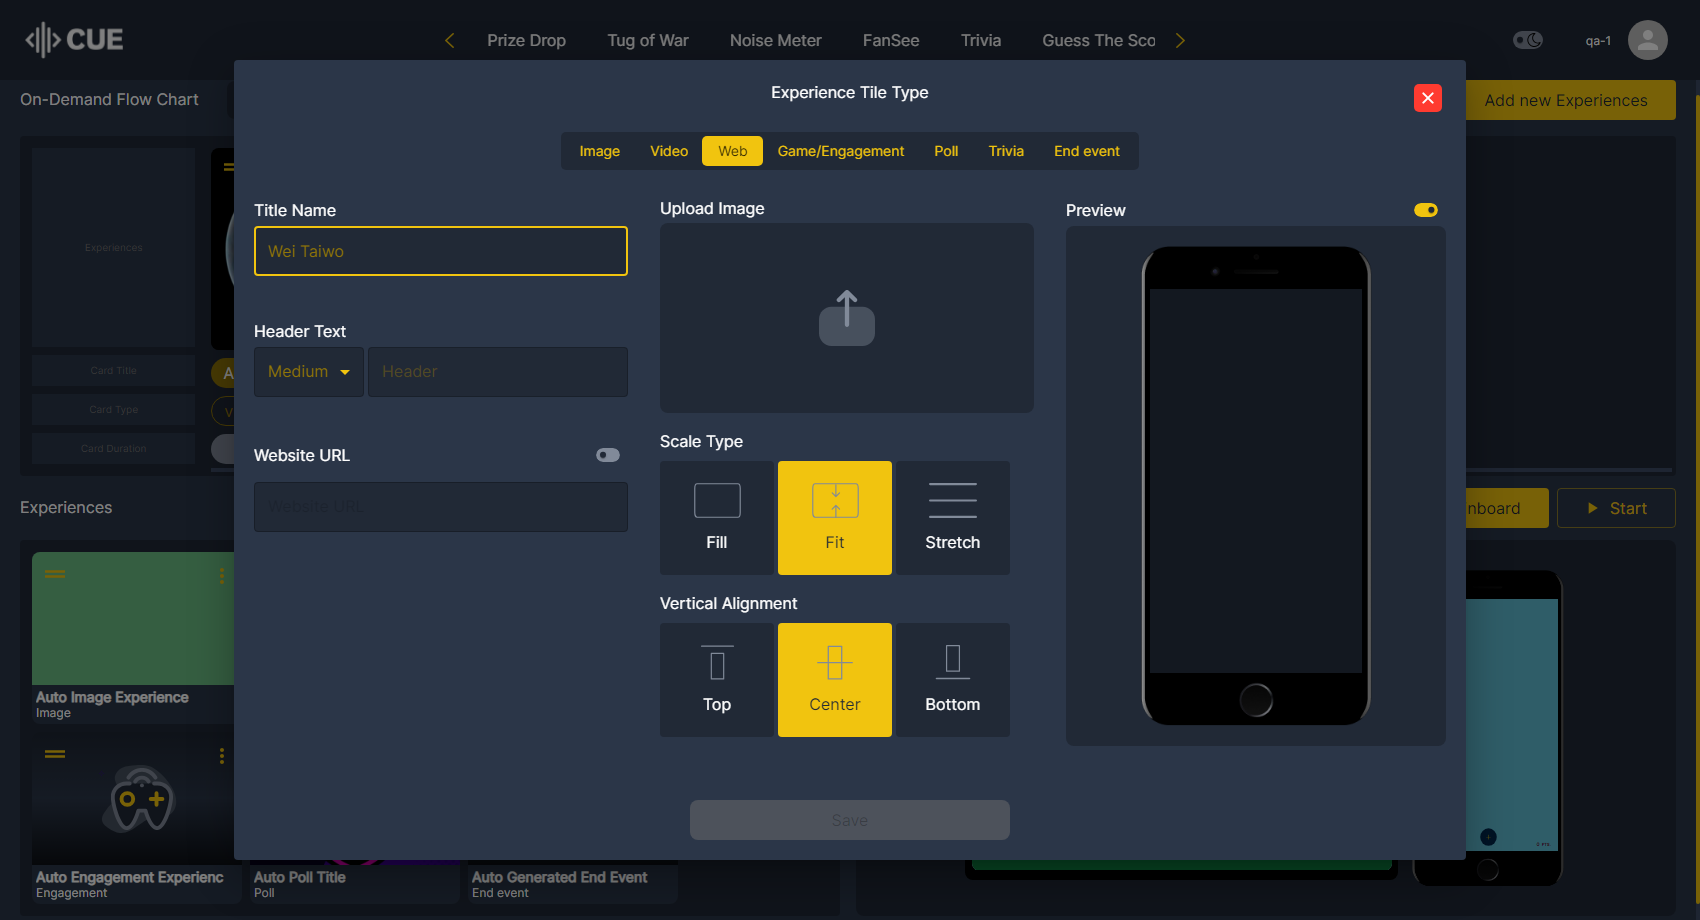 CUE
Prize Drop
Tug of War
Noise Meter
FanSee
Trivia
Guess The Sco
qa-1
On-Demand Flow Chart
Add new Experiences
Experience Tile Type
Image
Video
Web
Game/Engagement
Poll
Trivia
End event
Title Name
Wei Taiwo
Header Text
Medium
Header
Website URL
Website URL
Upload Image
Scale Type
Fill
Fit
Stretch
Vertical Alignment
Top
Center
Bottom
Preview
Save
Experiences
Card Title
A
Card Type
V
Card Duration
Experiences
nboard
Start
Auto Image Experience
Image
Auto Engagement Experienc
Engagement
Auto Poll Title
Poll
Auto Generated End Event
End event